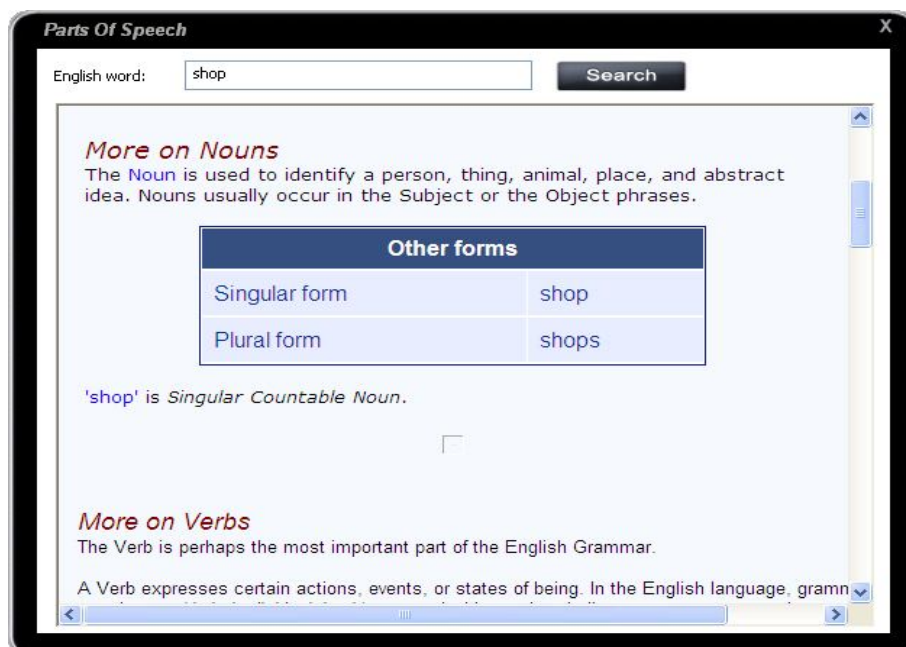 Parts Of Speech
X
English word:
shop
Search
More on Nouns
The Noun is used to identify a person, thing, animal, place, and abstract
idea. Nouns usually occur in the Subject or the Object phrases.
Other forms
Singular form shop
Plural form shops
'shop' is Singular Countable Noun.
More on Verbs
The Verb is perhaps the most important part of the English Grammar.
A Verb expresses certain actions, events, or states of being. In the English language, gramn